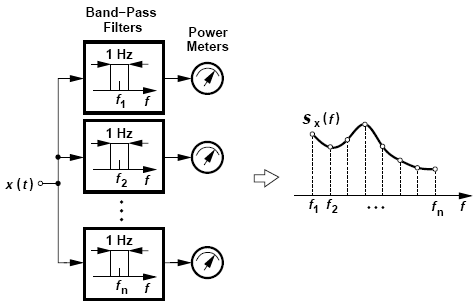 Band–Pass
Filters
Power
Meters
1 Hz
f1 f
1 Hz
f2 f
x (t)
1 Hz
fn f
Sx (f)
f1 f2 ... fn f